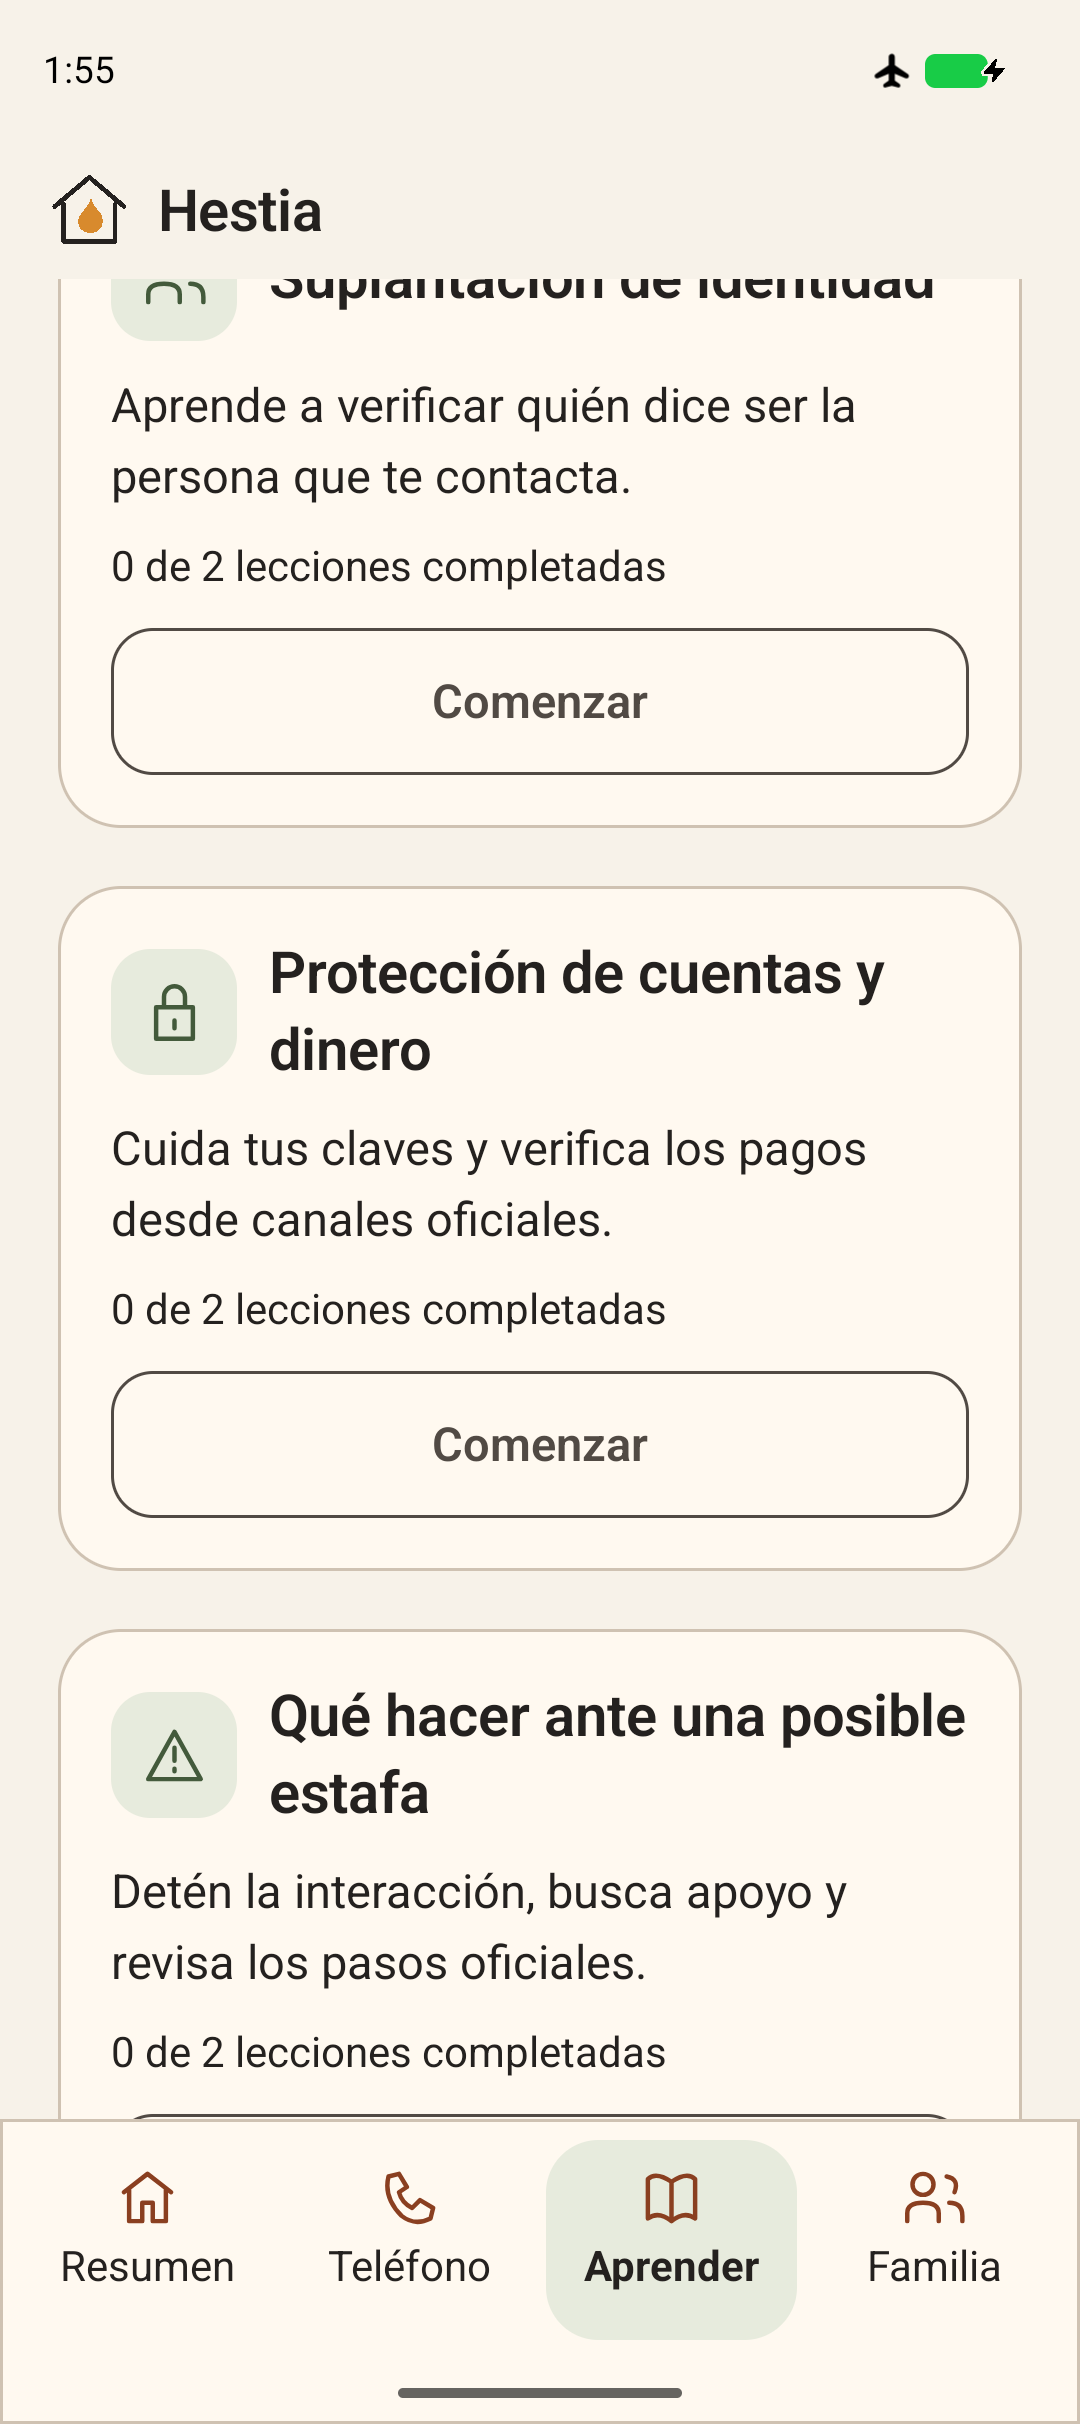 1:55
Hestia
Suplantación de identidad
Aprende a verificar quién dice ser la
persona que te contacta.
0 de 2 lecciones completadas
Comenzar
Protección de cuentas y
dinero
Cuida tus claves y verifica los pagos
desde canales oficiales.
0 de 2 lecciones completadas
Comenzar
Qué hacer ante una posible
estafa
Detén la interacción, busca apoyo y
revisa los pasos oficiales.
0 de 2 lecciones completadas
Resumen
Teléfono
Aprender
Familia